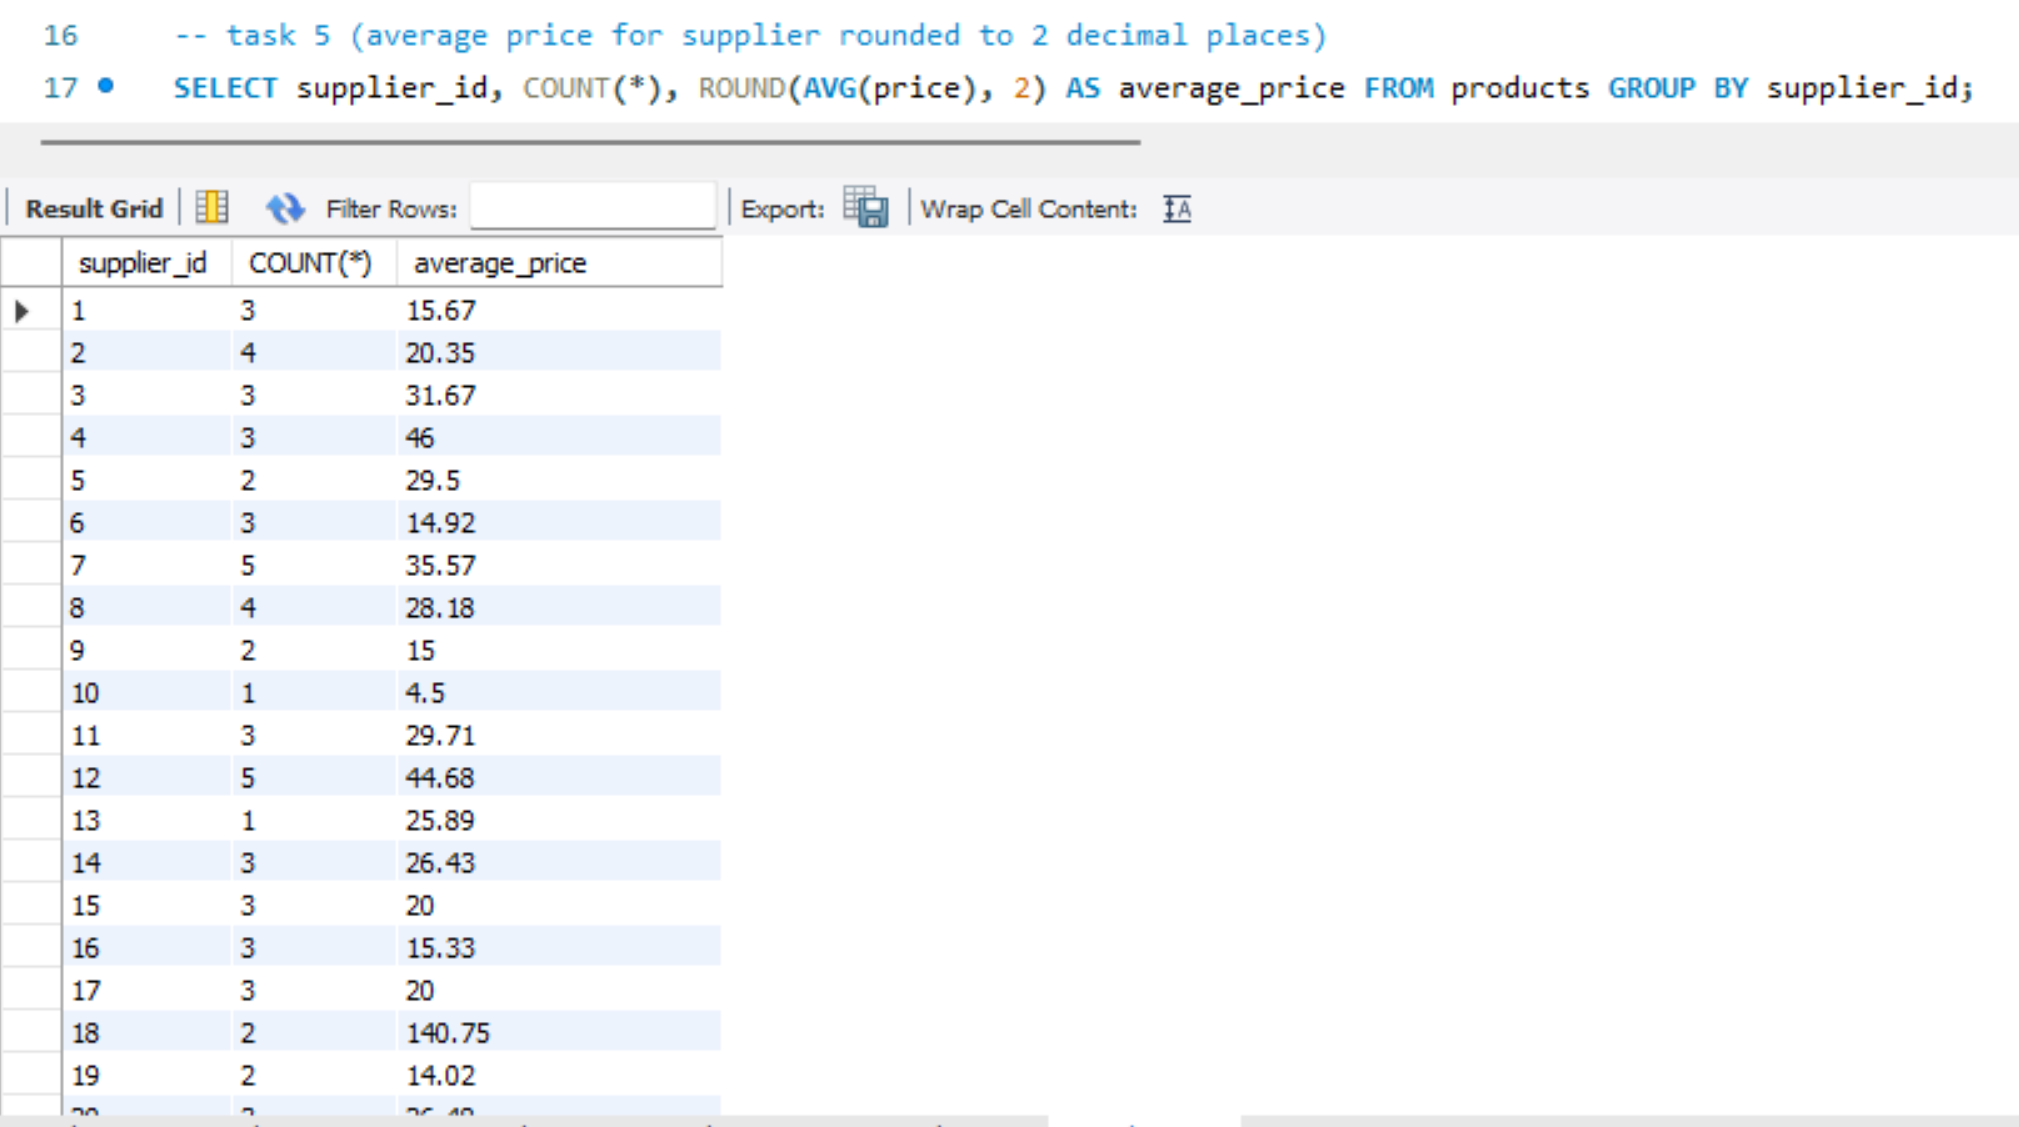 16 -- task 5 (average price for supplier rounded to 2 decimal places)
17 SELECT supplier_id, COUNT(*), ROUND(AVG(price), 2) AS average_price FROM products GROUP BY supplier_id;
Result Grid Filter Rows: Export: Wrap Cell Content:
supplier_id COUNT(*) average_price
1 3 15.67
2 4 20.35
3 3 31.67
4 3 46
5 2 29.5
6 3 14.92
7 5 35.57
8 4 28.18
9 2 15
10 1 4.5
11 3 29.71
12 5 44.68
13 1 25.89
14 3 26.43
15 3 20
16 3 15.33
17 3 20
18 2 140.75
19 2 14.02